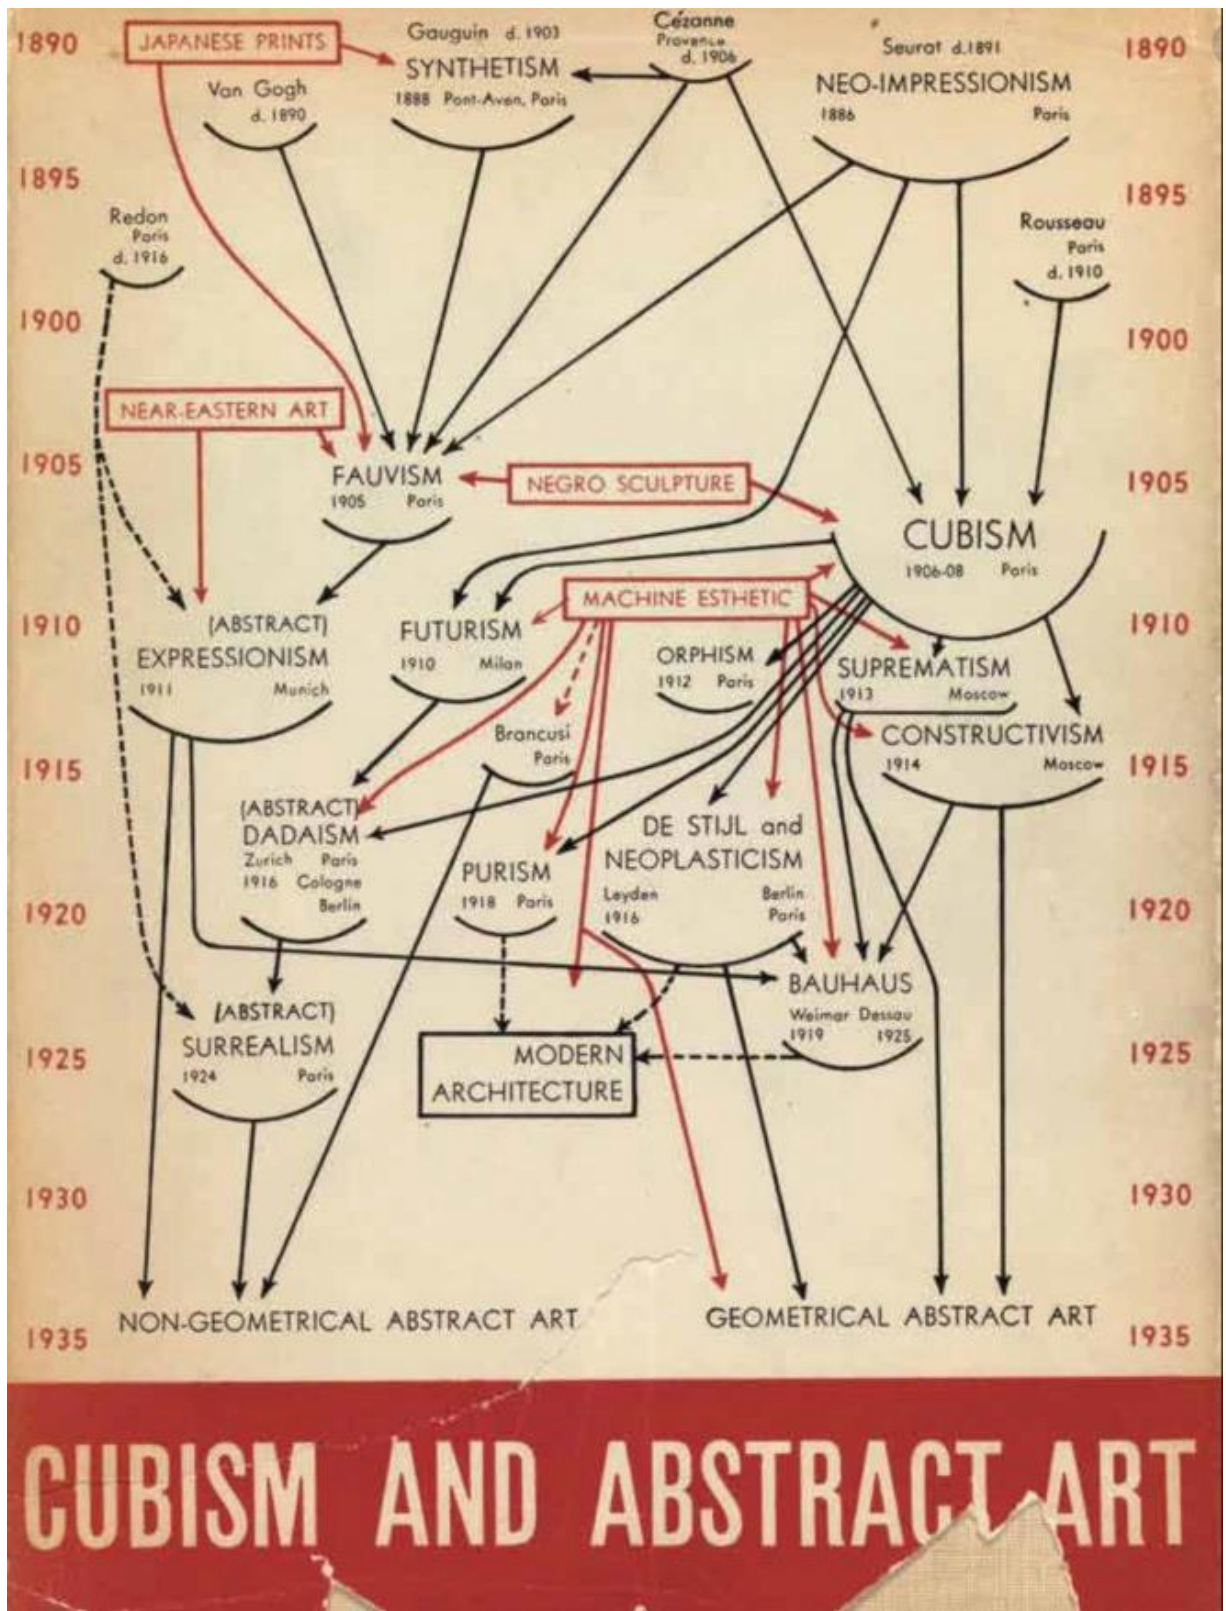 1890
JAPANESE PRINTS
Gauguin d. 1903
SYNTHETISM
1888 Pont-Aven, Paris
Cézanne
Provence
d. 1906
Seurat d.1891
NEO-IMPRESSIONISM
1886 Paris
1890
Van Gogh
d. 1890
1895
1895
Redon
Paris
d. 1916
Rousseau
Paris
d. 1910
1900
1900
NEAR-EASTERN ART
1905
FAUVISM
1905 Paris
NEGRO SCULPTURE
1905
CUBISM
1906-08 Paris
MACHINE ESTHETIC
1910
(ABSTRACT)
EXPRESSIONISM
1911 Munich
FUTURISM
1910 Milan
ORPHISM
1912 Paris
SUPREMATISM
1913 Moscow
1910
Brancusi
Paris
CONSTRUCTIVISM
1914 Moscow
1915
1915
(ABSTRACT)
DADAISM
Zurich Paris
1916 Cologne
Berlin
PURISM
1918 Paris
DE STIJL and
NEOPLASTICISM
Leyden Berlin
1916 Paris
1920
1920
BAUHAUS
Weimar Dessau
1919 1925
(ABSTRACT)
SURREALISM
1924 Paris
MODERN
ARCHITECTURE
1925
1925
1930
1930
NON-GEOMETRICAL ABSTRACT ART
GEOMETRICAL ABSTRACT ART
1935
1935
CUBISM AND ABSTRACT ART